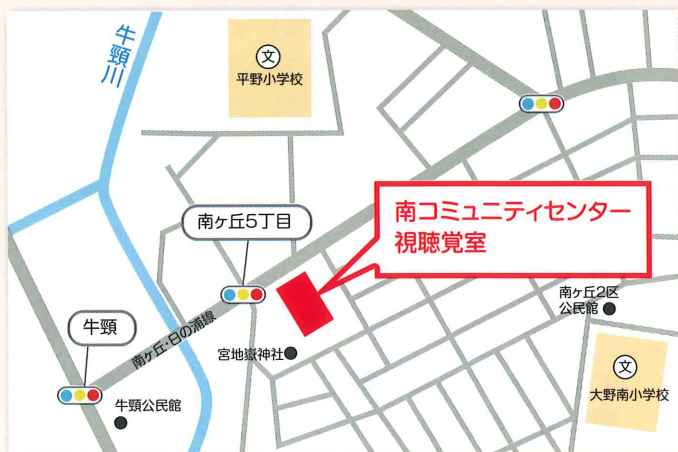 牛頸川
文
平野小学校
南ヶ丘5丁目
南コミュニティセンター
視聴覚室
南ヶ丘2区
公民館
牛頸
南ヶ丘・日の浦線
宮地嶽神社
文
大野南小学校
牛頸公民館